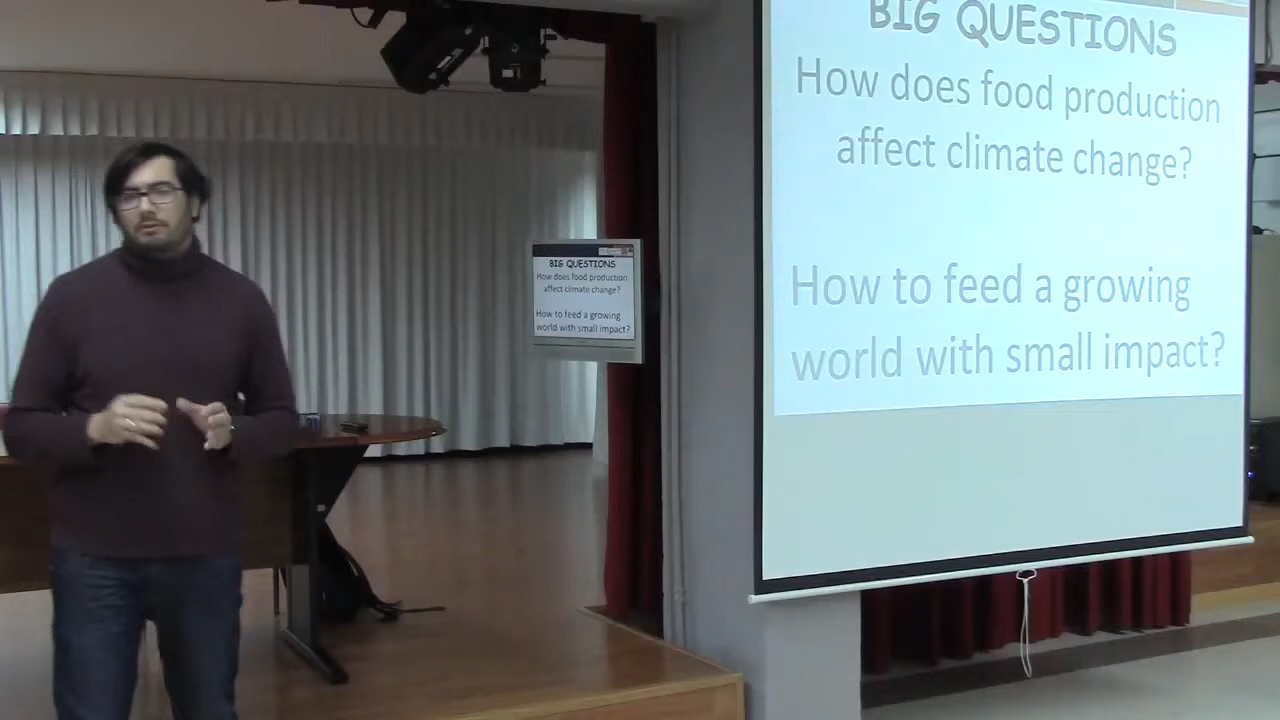 BIG QUESTIONS
How does food production
affect climate change?
How to feed a growing
world with small impact?
BIG QUESTIONS
How does food production
affect climate change?
How to feed a growing
world with small impact?